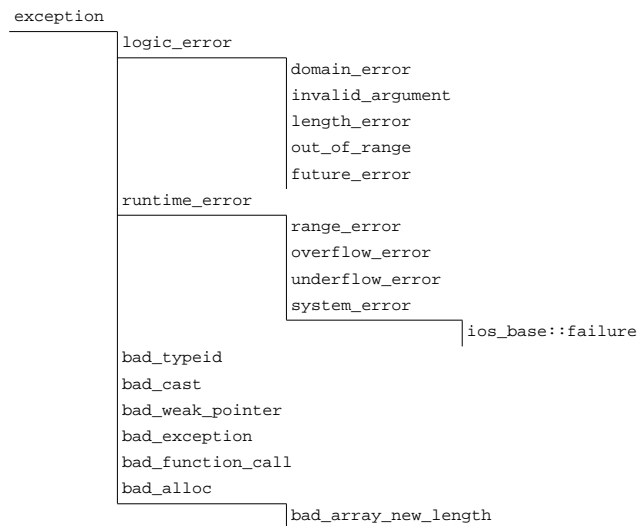 exception
logic_error
domain_error
invalid_argument
length_error
out_of_range
future_error
runtime_error
range_error
overflow_error
underflow_error
system_error
ios_base::failure
bad_typeid
bad_cast
bad_weak_pointer
bad_exception
bad_function_call
bad_alloc
bad_array_new_length